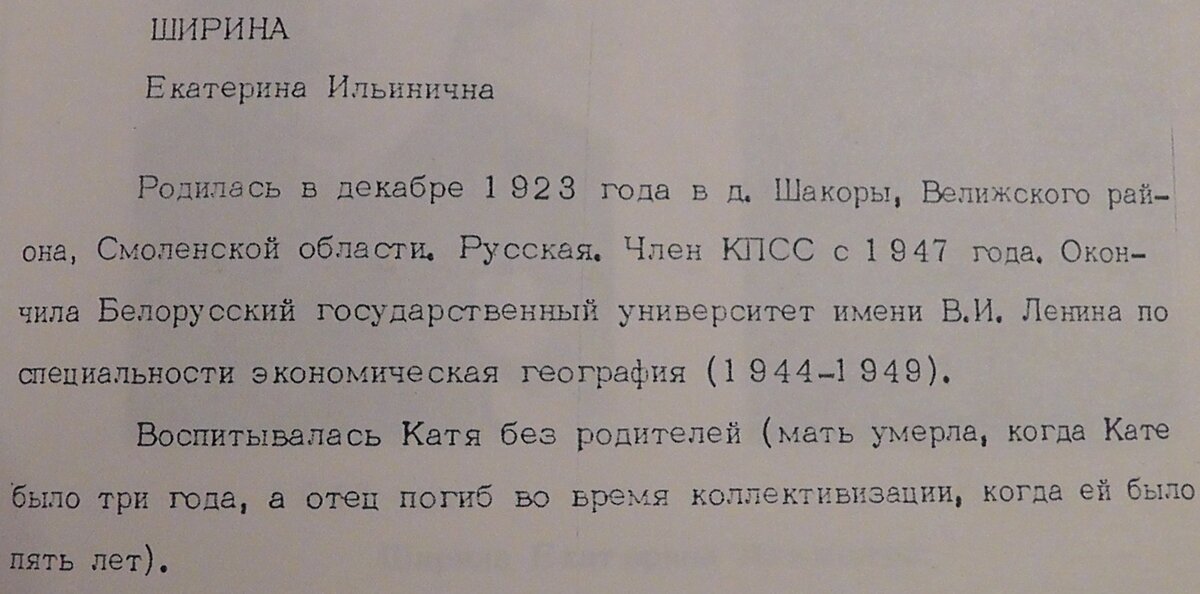 ШИРИНА
Екатерина Ильинична
Родилась в декабре 1923 года в д. Шакоры, Велижского рай-
она, Смоленской области. Русская. Член КПСС с 1947 года. Окон-
чила Белорусский государственный университет имени В.И. Ленина по
специальности экономическая география (1944-1949).
Воспитывалась Катя без родителей (мать умерла, когда Кате
было три года, а отец погиб во время коллективизации, когда ей было
пять лет).